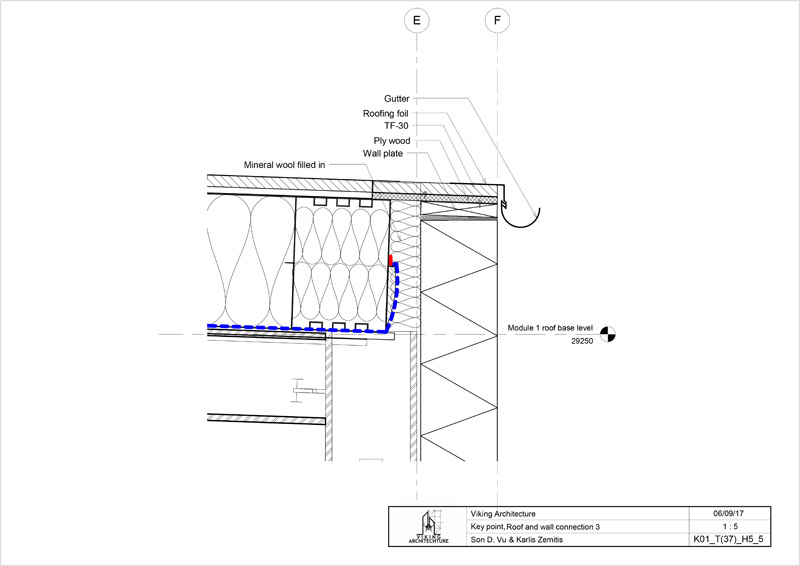 E
F
Gutter
Roofing foil
TF-30
Ply wood
Wall plate
Mineral wool filled in
Module 1 roof base level
29250
VIKING
ARCHITECHTURE
Viking Architecture
06/09/17
Key point, Roof and wall connection 3
1 : 5
Son D. Vu & Karlis Zemitis
K01_T(37)_H5_5